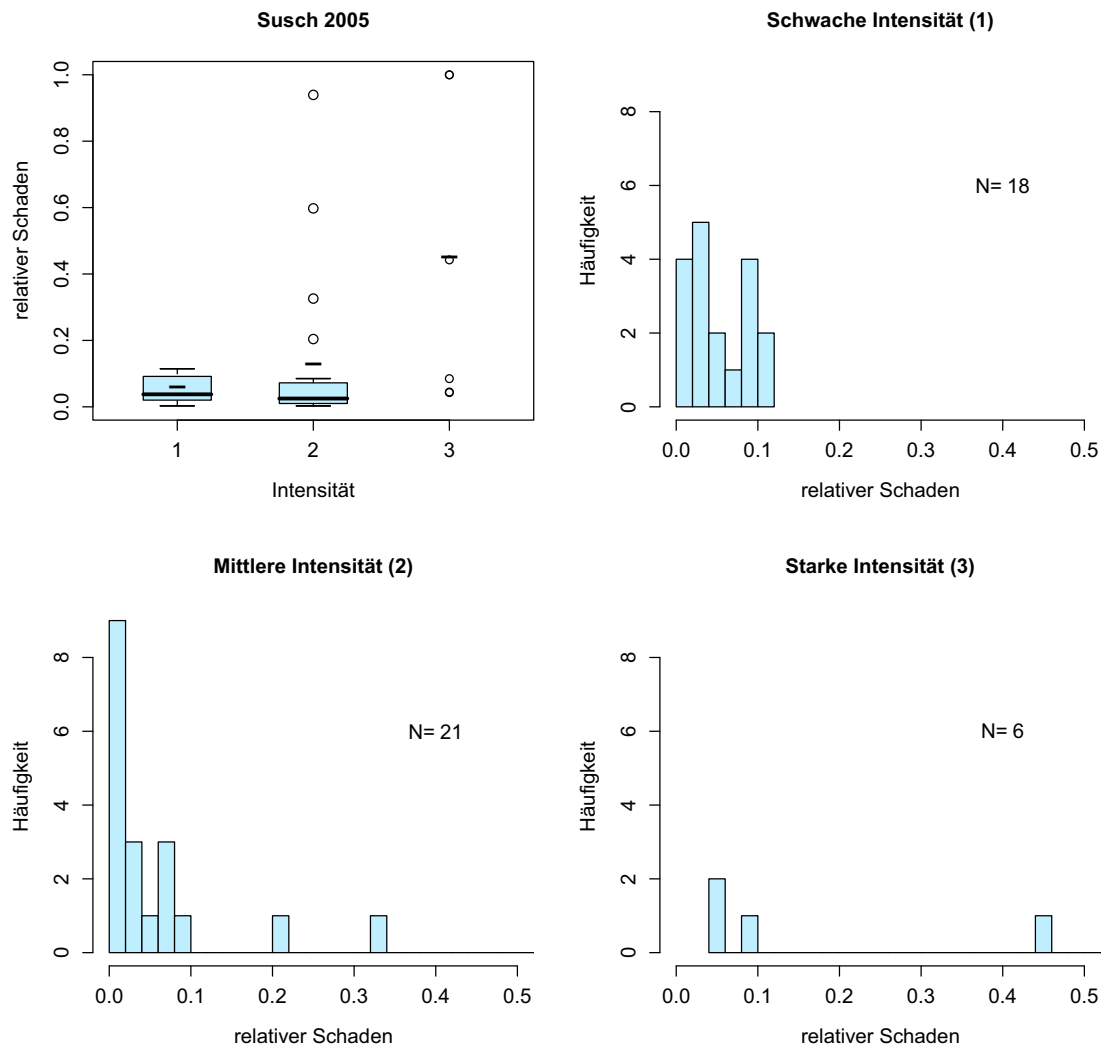 Susch 2005
relativer Schaden
0.0 0.2 0.4 0.6 0.8 1.0
1 2 3
Intensität
Schwache Intensität (1)
Häufigkeit
0 2 4 6 8
N= 18
0.0 0.1 0.2 0.3 0.4 0.5
relativer Schaden
Mittlere Intensität (2)
Häufigkeit
0 2 4 6 8
N= 21
0.0 0.1 0.2 0.3 0.4 0.5
relativer Schaden
Starke Intensität (3)
Häufigkeit
0 2 4 6 8
N= 6
0.0 0.1 0.2 0.3 0.4 0.5
relativer Schaden